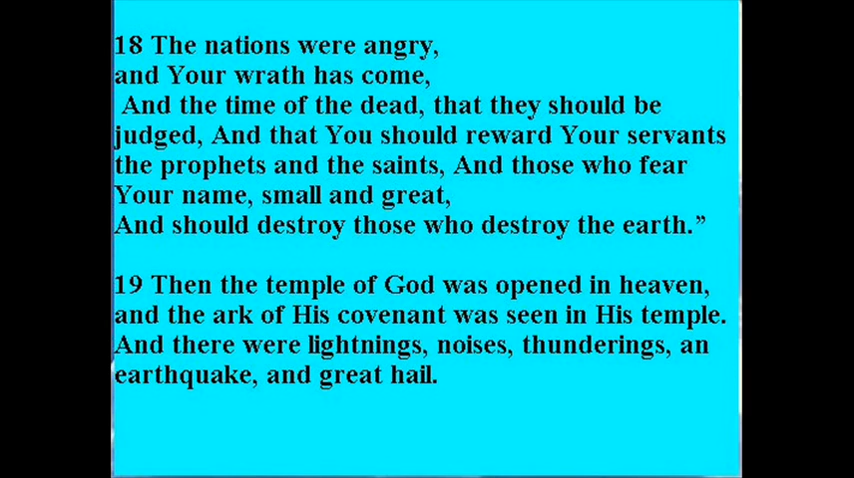 18 The nations were angry,
and Your wrath has come,
And the time of the dead, that they should be
judged, And that You should reward Your servants
the prophets and the saints, And those who fear
Your name, small and great,
And should destroy those who destroy the earth.”
19 Then the temple of God was opened in heaven,
and the ark of His covenant was seen in His temple.
And there were lightnings, noises, thunderings, an
earthquake, and great hail.